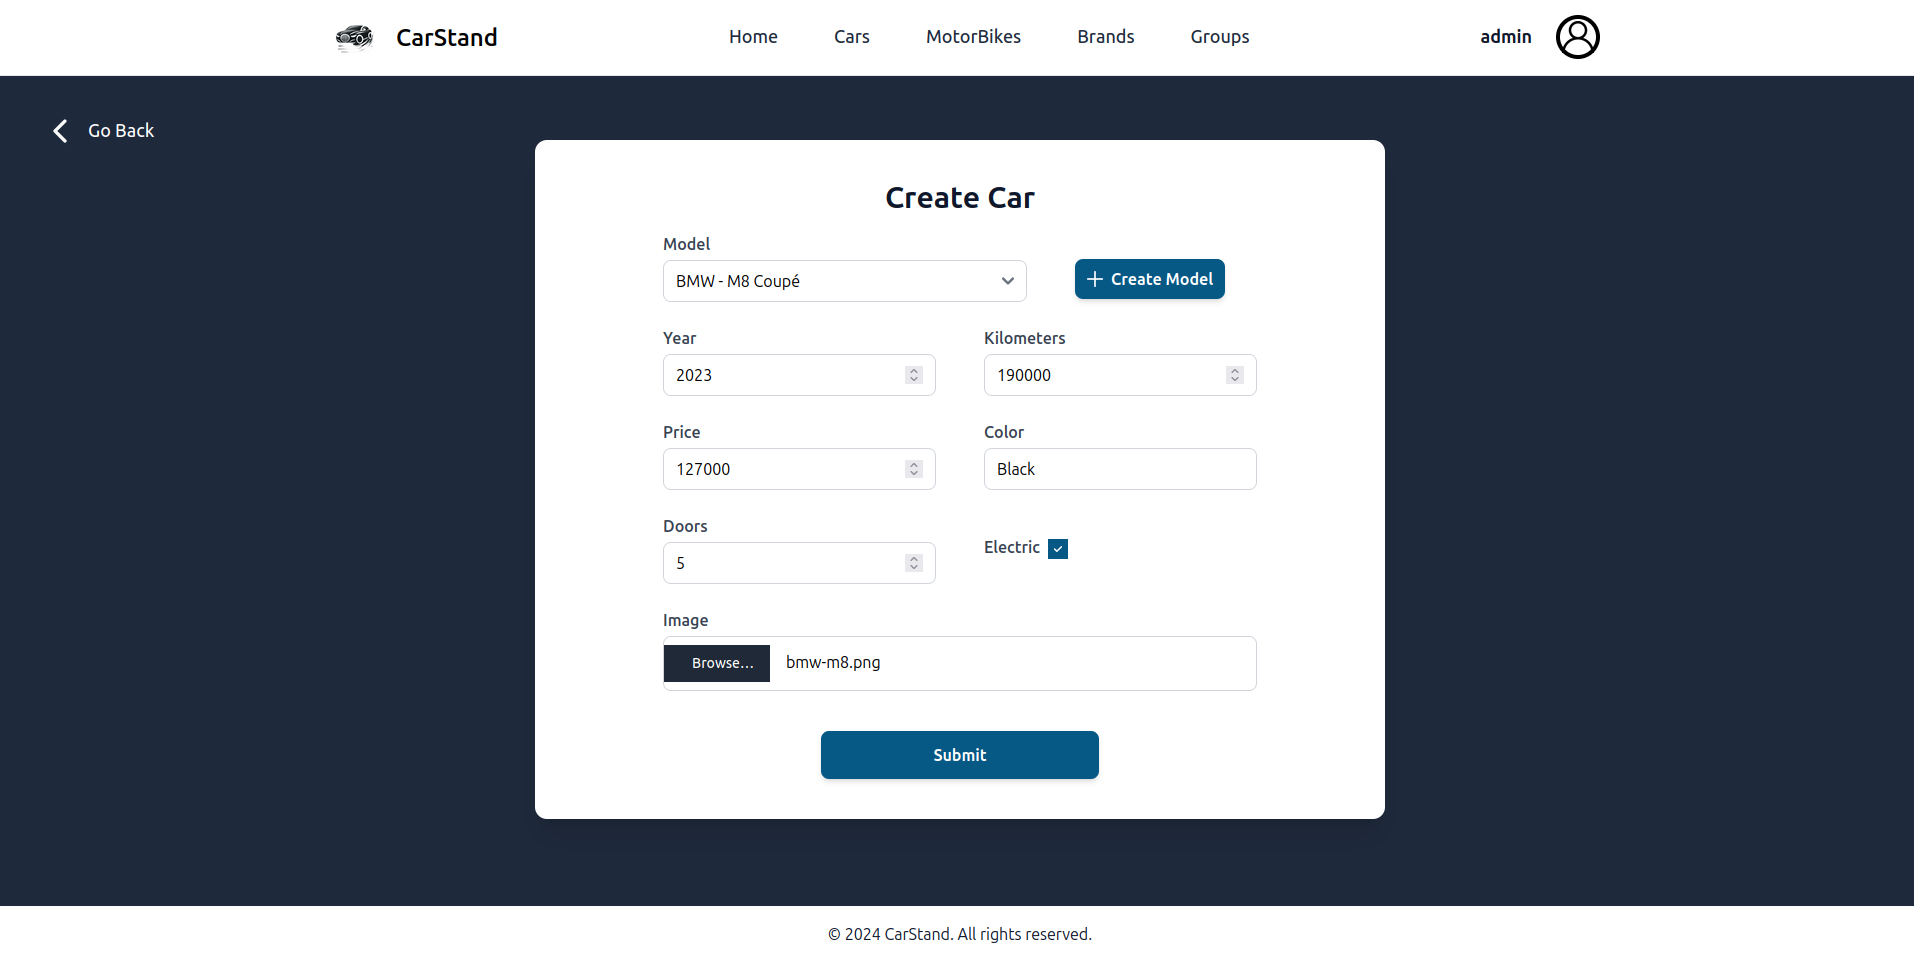 CarStand
Home
Cars
MotorBikes
Brands
Groups
admin
Go Back
Create Car
Model
BMW - M8 Coupé
Create Model
Year
Kilometers
2023
190000
Price
Color
127000
Black
Doors
5
Electric
Image
Browse...
bmw-m8.png
Submit
© 2024 CarStand. All rights reserved.